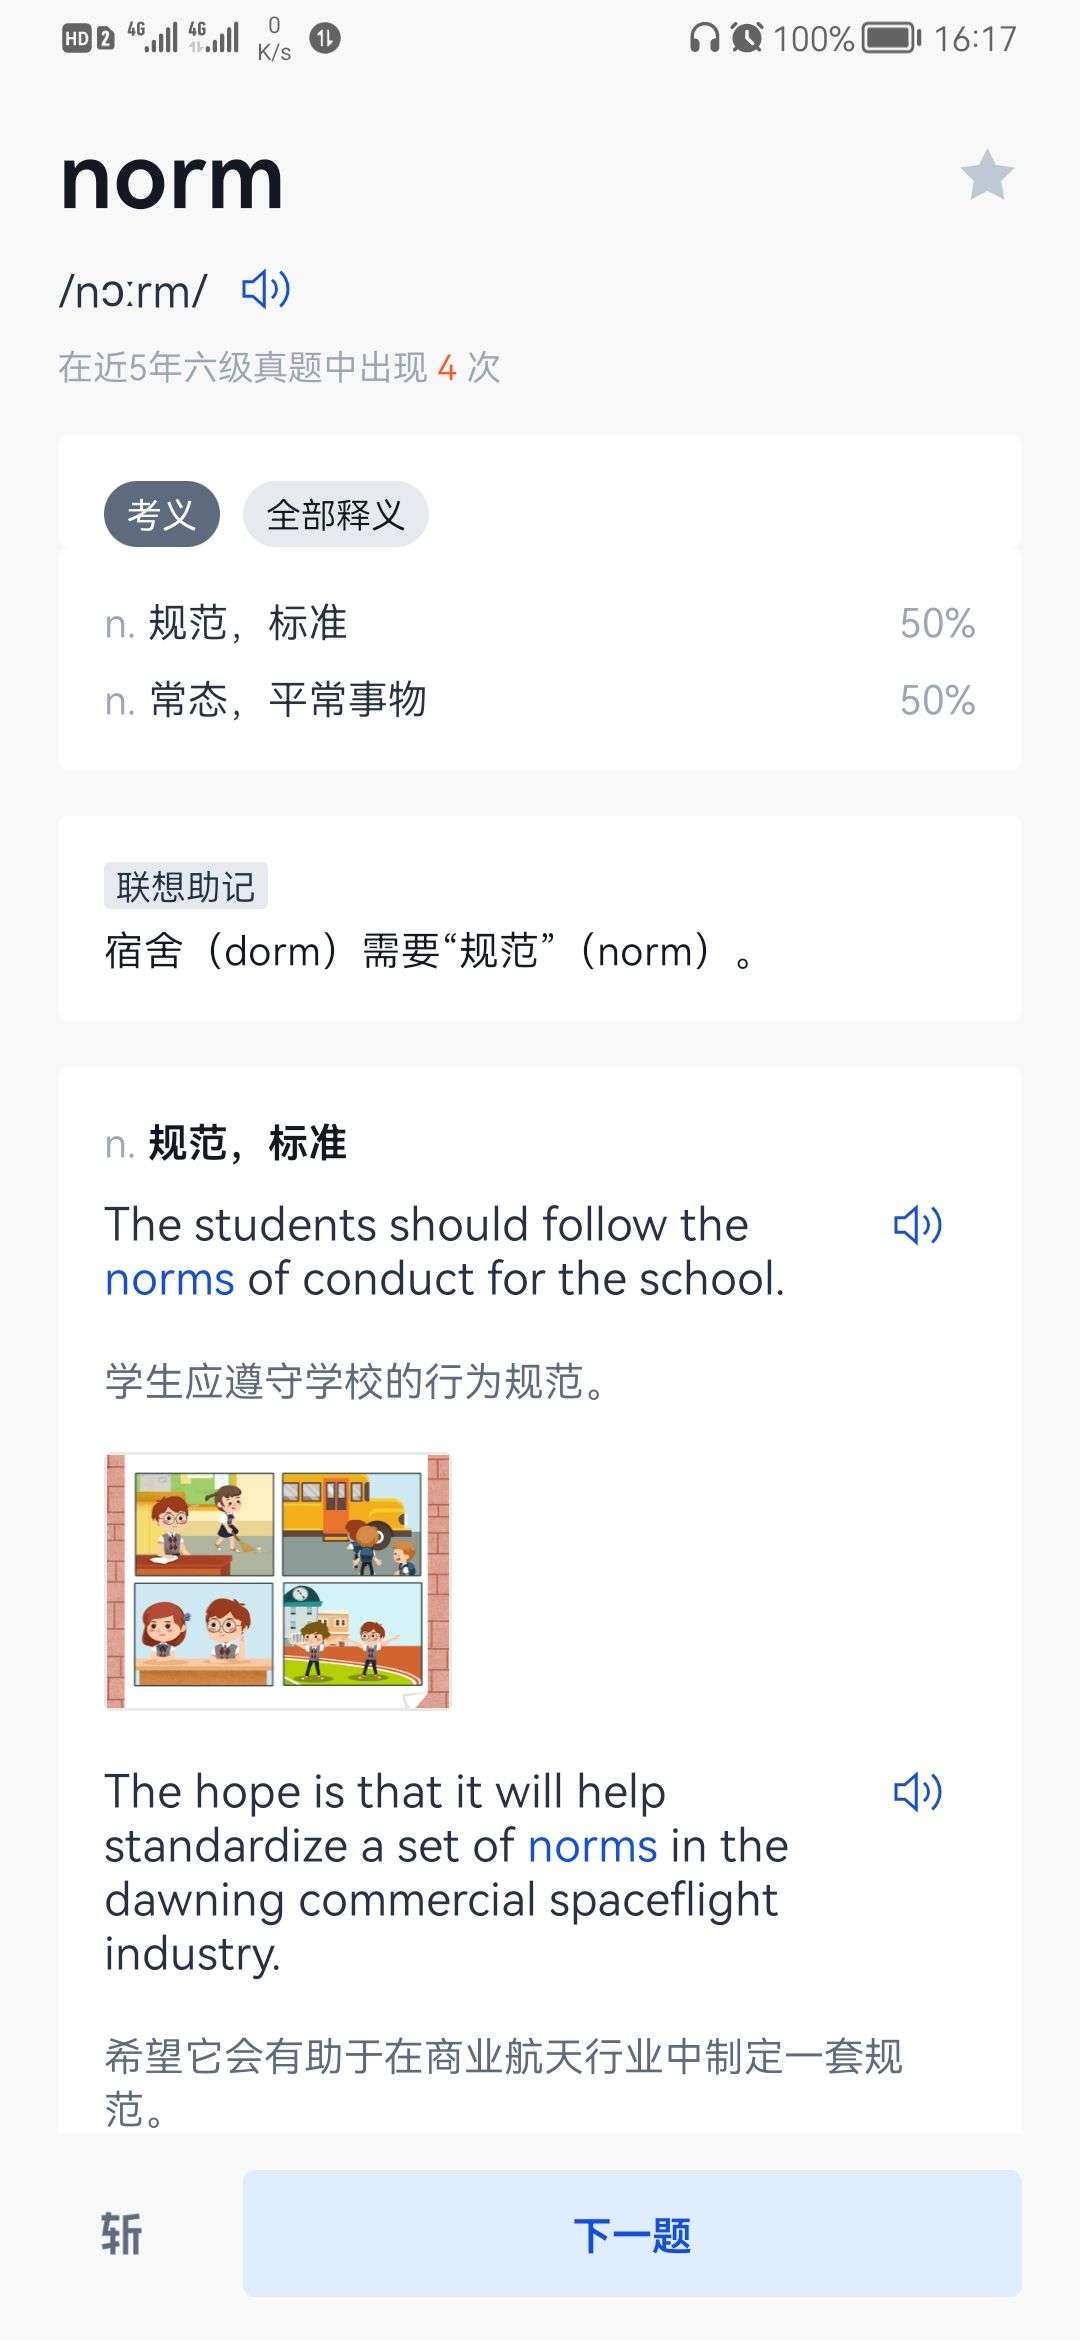 HD 2 4G 4G 0 K/s 100% 16:17
norm
/nɔːrm/
在近5年六级真题中出现 4 次
考义 全部释义
n. 规范，标准 50%
n. 常态，平常事物 50%
联想助记
宿舍（dorm）需要“规范”（norm）。
n. 规范，标准
The students should follow the
norms of conduct for the school.
学生应遵守学校的行为规范。
The hope is that it will help
standardize a set of norms in the
dawning commercial spaceflight
industry.
希望它会有助于在商业航天行业中制定一套规
范。
斩 下一题